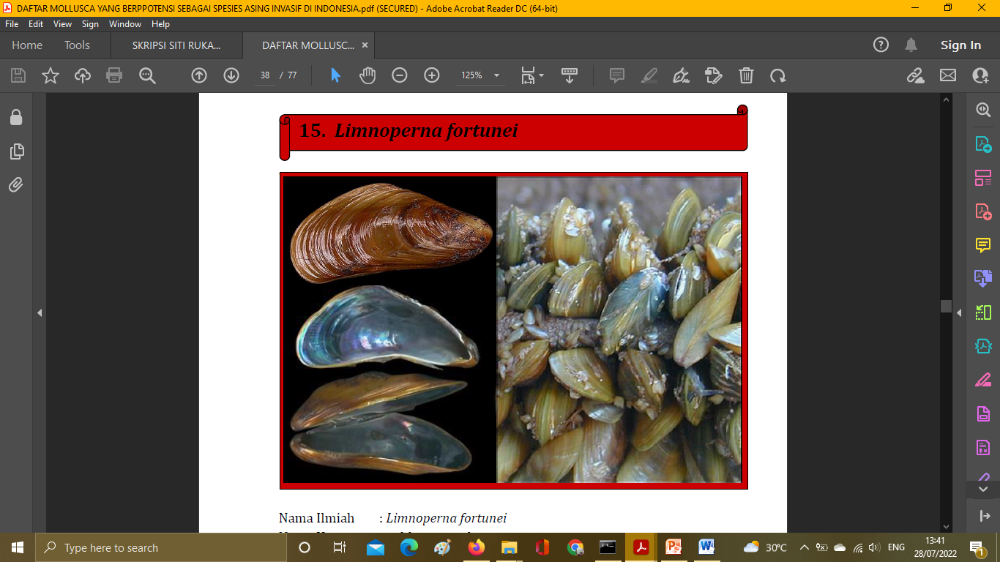 DAFTAR MOLLUSCA YANG BERPPOTENSI SEBAGAI SPESIES ASING INVASIF DI INDONESIA.pdf (SECURED) - Adobe Acrobat Reader DC (64-bit)
File Edit View Sign Window Help
Home Tools SKRIPSI SITI RUKA... DAFTAR MOLLUSC... × Sign In
38 / 77 125%
15. Limnoperna fortunei
Nama Ilmiah : Limnoperna fortunei
Type here to search 30°C ENG 13:41
28/07/2022 1